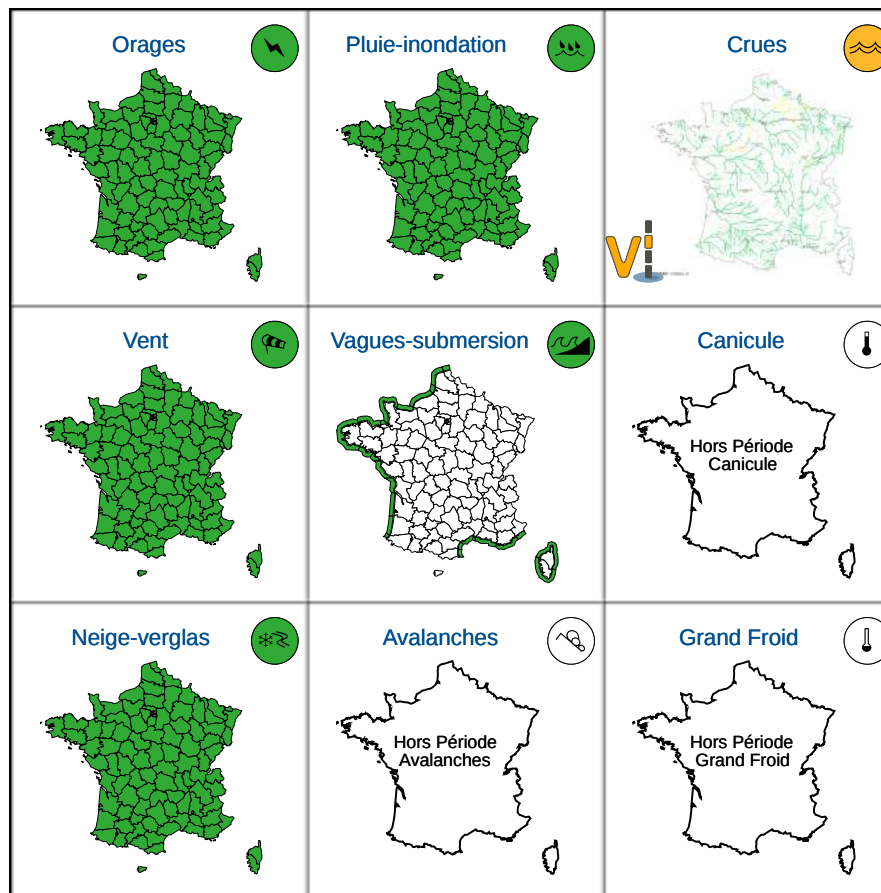 Orages
Pluie-inondation
Crues
Vi
Vent
Vagues-submersion
Canicule
Hors Période
Canicule
Neige-verglas
Avalanches
Grand Froid
Hors Période
Avalanches
Hors Période
Grand Froid